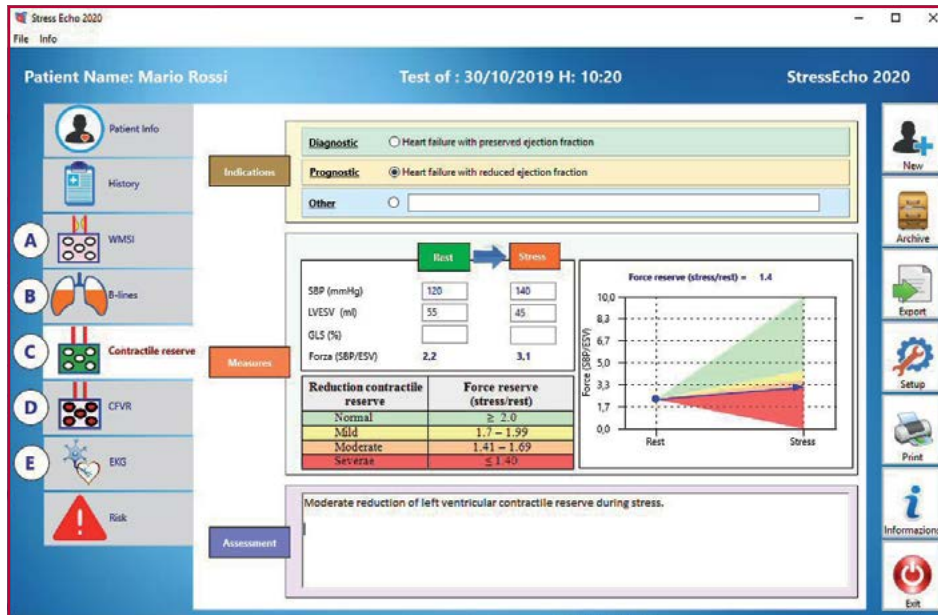 Stress Echo 2020
File Info
Patient Name: Mario Rossi
Test of : 30/10/2019 H: 10:20
StressEcho 2020
Patient Info
History
A WMSI
B B-lines
C Contractile reserve
D CFVR
E EKG
Risk
Indications
Diagnostic Heart failure with preserved ejection fraction
Prognostic Heart failure with reduced ejection fraction
Other
Measures
Rest Stress
SBP (mmHg) 120 140
LVESV (ml) 55 45
GLS (%)
Forza (SBP/ESV) 2,2 3,1
Reduction contractile reserve Force reserve (stress/rest)
Normal ≥ 2.0
Mild 1.7 – 1.99
Moderate 1.41 – 1.69
Severae ≤ 1.40
Force reserve (stress/rest) = 1.4
Force (SBP/ESV)
10,0
8,3
6,7
5,0
3,3
1,7
0,0
Rest Stress
Assessment
Moderate reduction of left ventricular contractile reserve during stress.
New
Archive
Export
Setup
Print
Informazioni
Exit